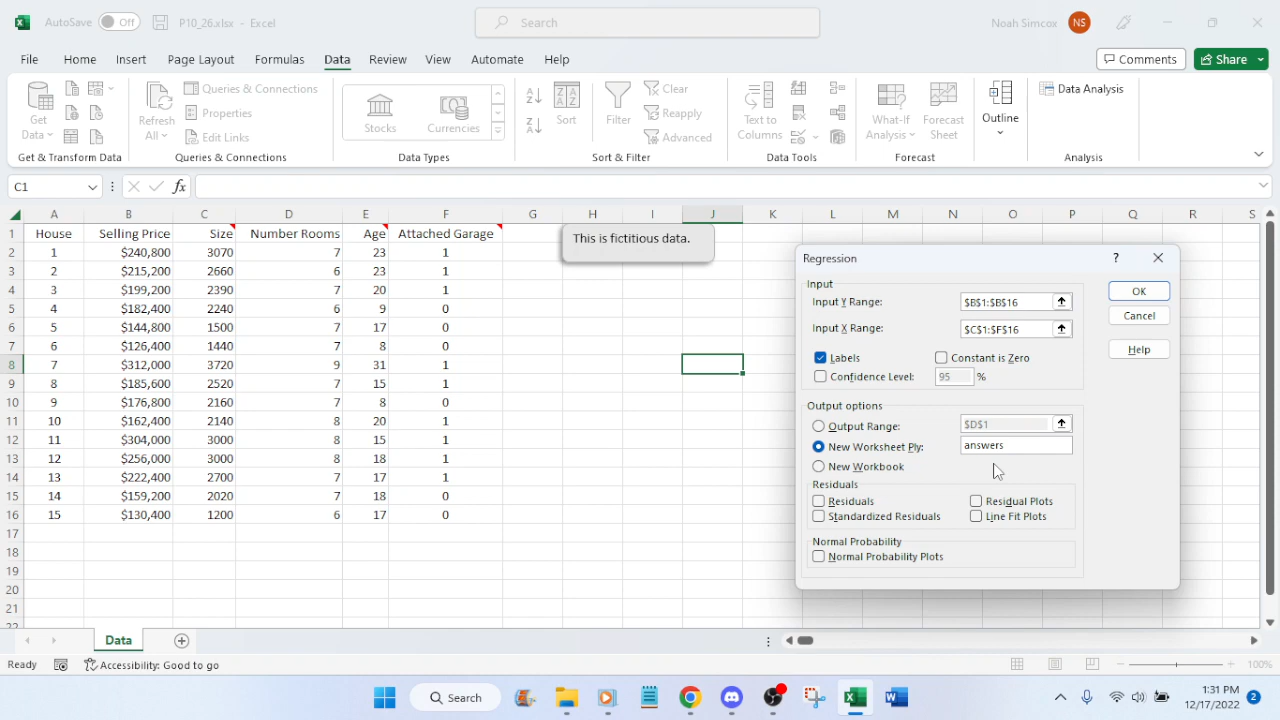 AutoSave Off P10_26.xlsx - Excel Search Noah Simcox NS
File Home Insert Page Layout Formulas Data Review View Automate Help Comments Share
Get Data Refresh All Queries & Connections Properties Edit Links Stocks Currencies Sort Filter Clear Reapply Advanced Text to Columns What-If Analysis Forecast Sheet Outline Data Analysis
Get & Transform Data Queries & Connections Data Types Sort & Filter Data Tools Forecast Analysis
C1 fx
A B C D E F G H I J K L M N O P Q R S
1 House Selling Price Size Number Rooms Age Attached Garage
2 1 $240,800 3070 7 23 1
3 2 $215,200 2660 6 23 1
4 3 $199,200 2390 7 20 1
5 4 $182,400 2240 6 9 0
6 5 $144,800 1500 7 17 0
7 6 $126,400 1440 7 8 0
8 7 $312,000 3720 9 31 1
9 8 $185,600 2520 7 15 1
10 9 $176,800 2160 7 8 0
11 10 $162,400 2140 8 20 1
12 11 $304,000 3000 8 15 1
13 12 $256,000 3000 8 18 1
14 13 $222,400 2700 7 17 1
15 14 $159,200 2020 7 18 0
16 15 $130,400 1200 6 17 0
17
18
19
20
21
22
This is fictitious data.
Regression ?
Input
Input Y Range: $B$1:$B$16 OK
Input X Range: $C$1:$F$16 Cancel
Help
Labels Constant is Zero
Confidence Level: 95 %
Output options
Output Range: $D$1
New Worksheet Ply: answers
New Workbook
Residuals
Residuals Residual Plots
Standardized Residuals Line Fit Plots
Normal Probability
Normal Probability Plots
Data
Ready Accessibility: Good to go 100%
Search 1:31 PM
12/17/2022 2